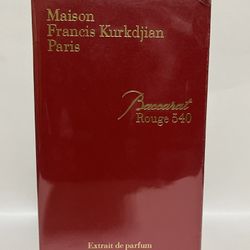 Maison
Francis Kurkdjian
Paris
Baccarat
Rouge 540
Extrait de parfum